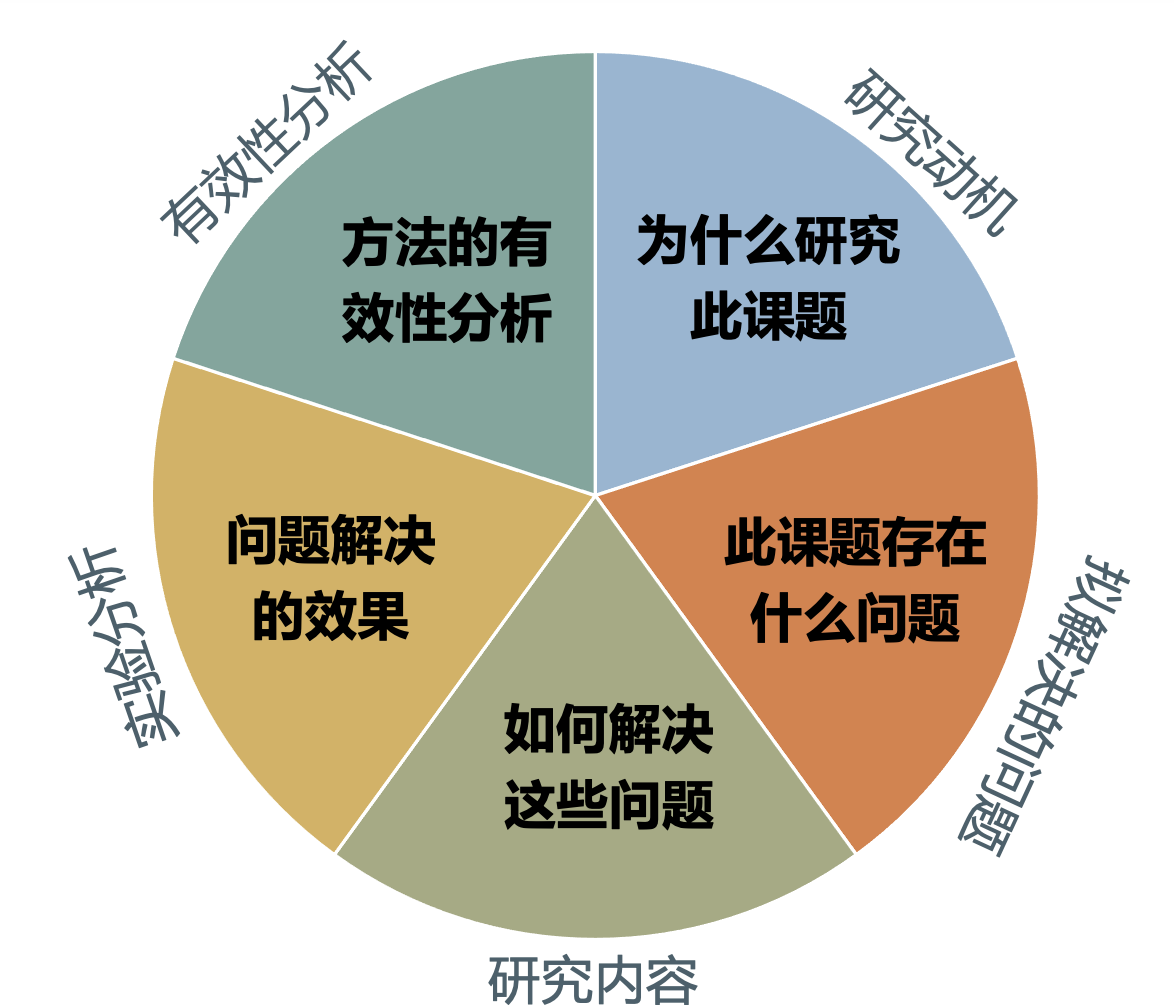 研究动机
为什么研究
此课题
拟解决的问题
此课题存在
什么问题
研究内容
如何解决
这些问题
实验分析
问题解决
的效果
有效性分析
方法的有
效性分析